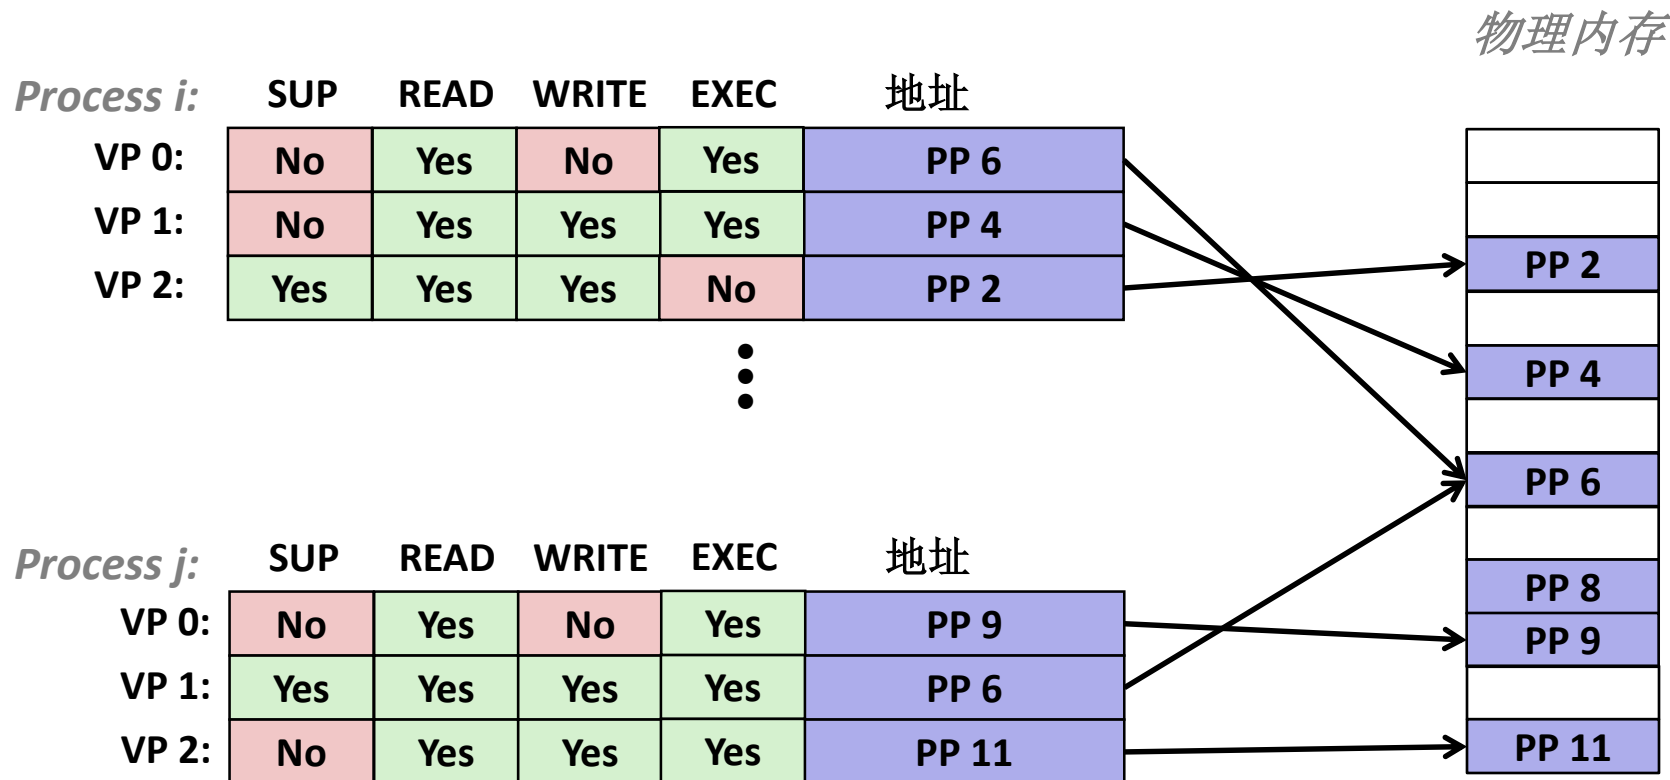 物理内存
Process i: SUP READ WRITE EXEC 地址
VP 0: No Yes No Yes PP 6
VP 1: No Yes Yes Yes PP 4
VP 2: Yes Yes Yes No PP 2
PP 2
PP 4
PP 6
Process j: SUP READ WRITE EXEC 地址
PP 8
VP 0: No Yes No Yes PP 9
PP 9
VP 1: Yes Yes Yes Yes PP 6
VP 2: No Yes Yes Yes PP 11
PP 11